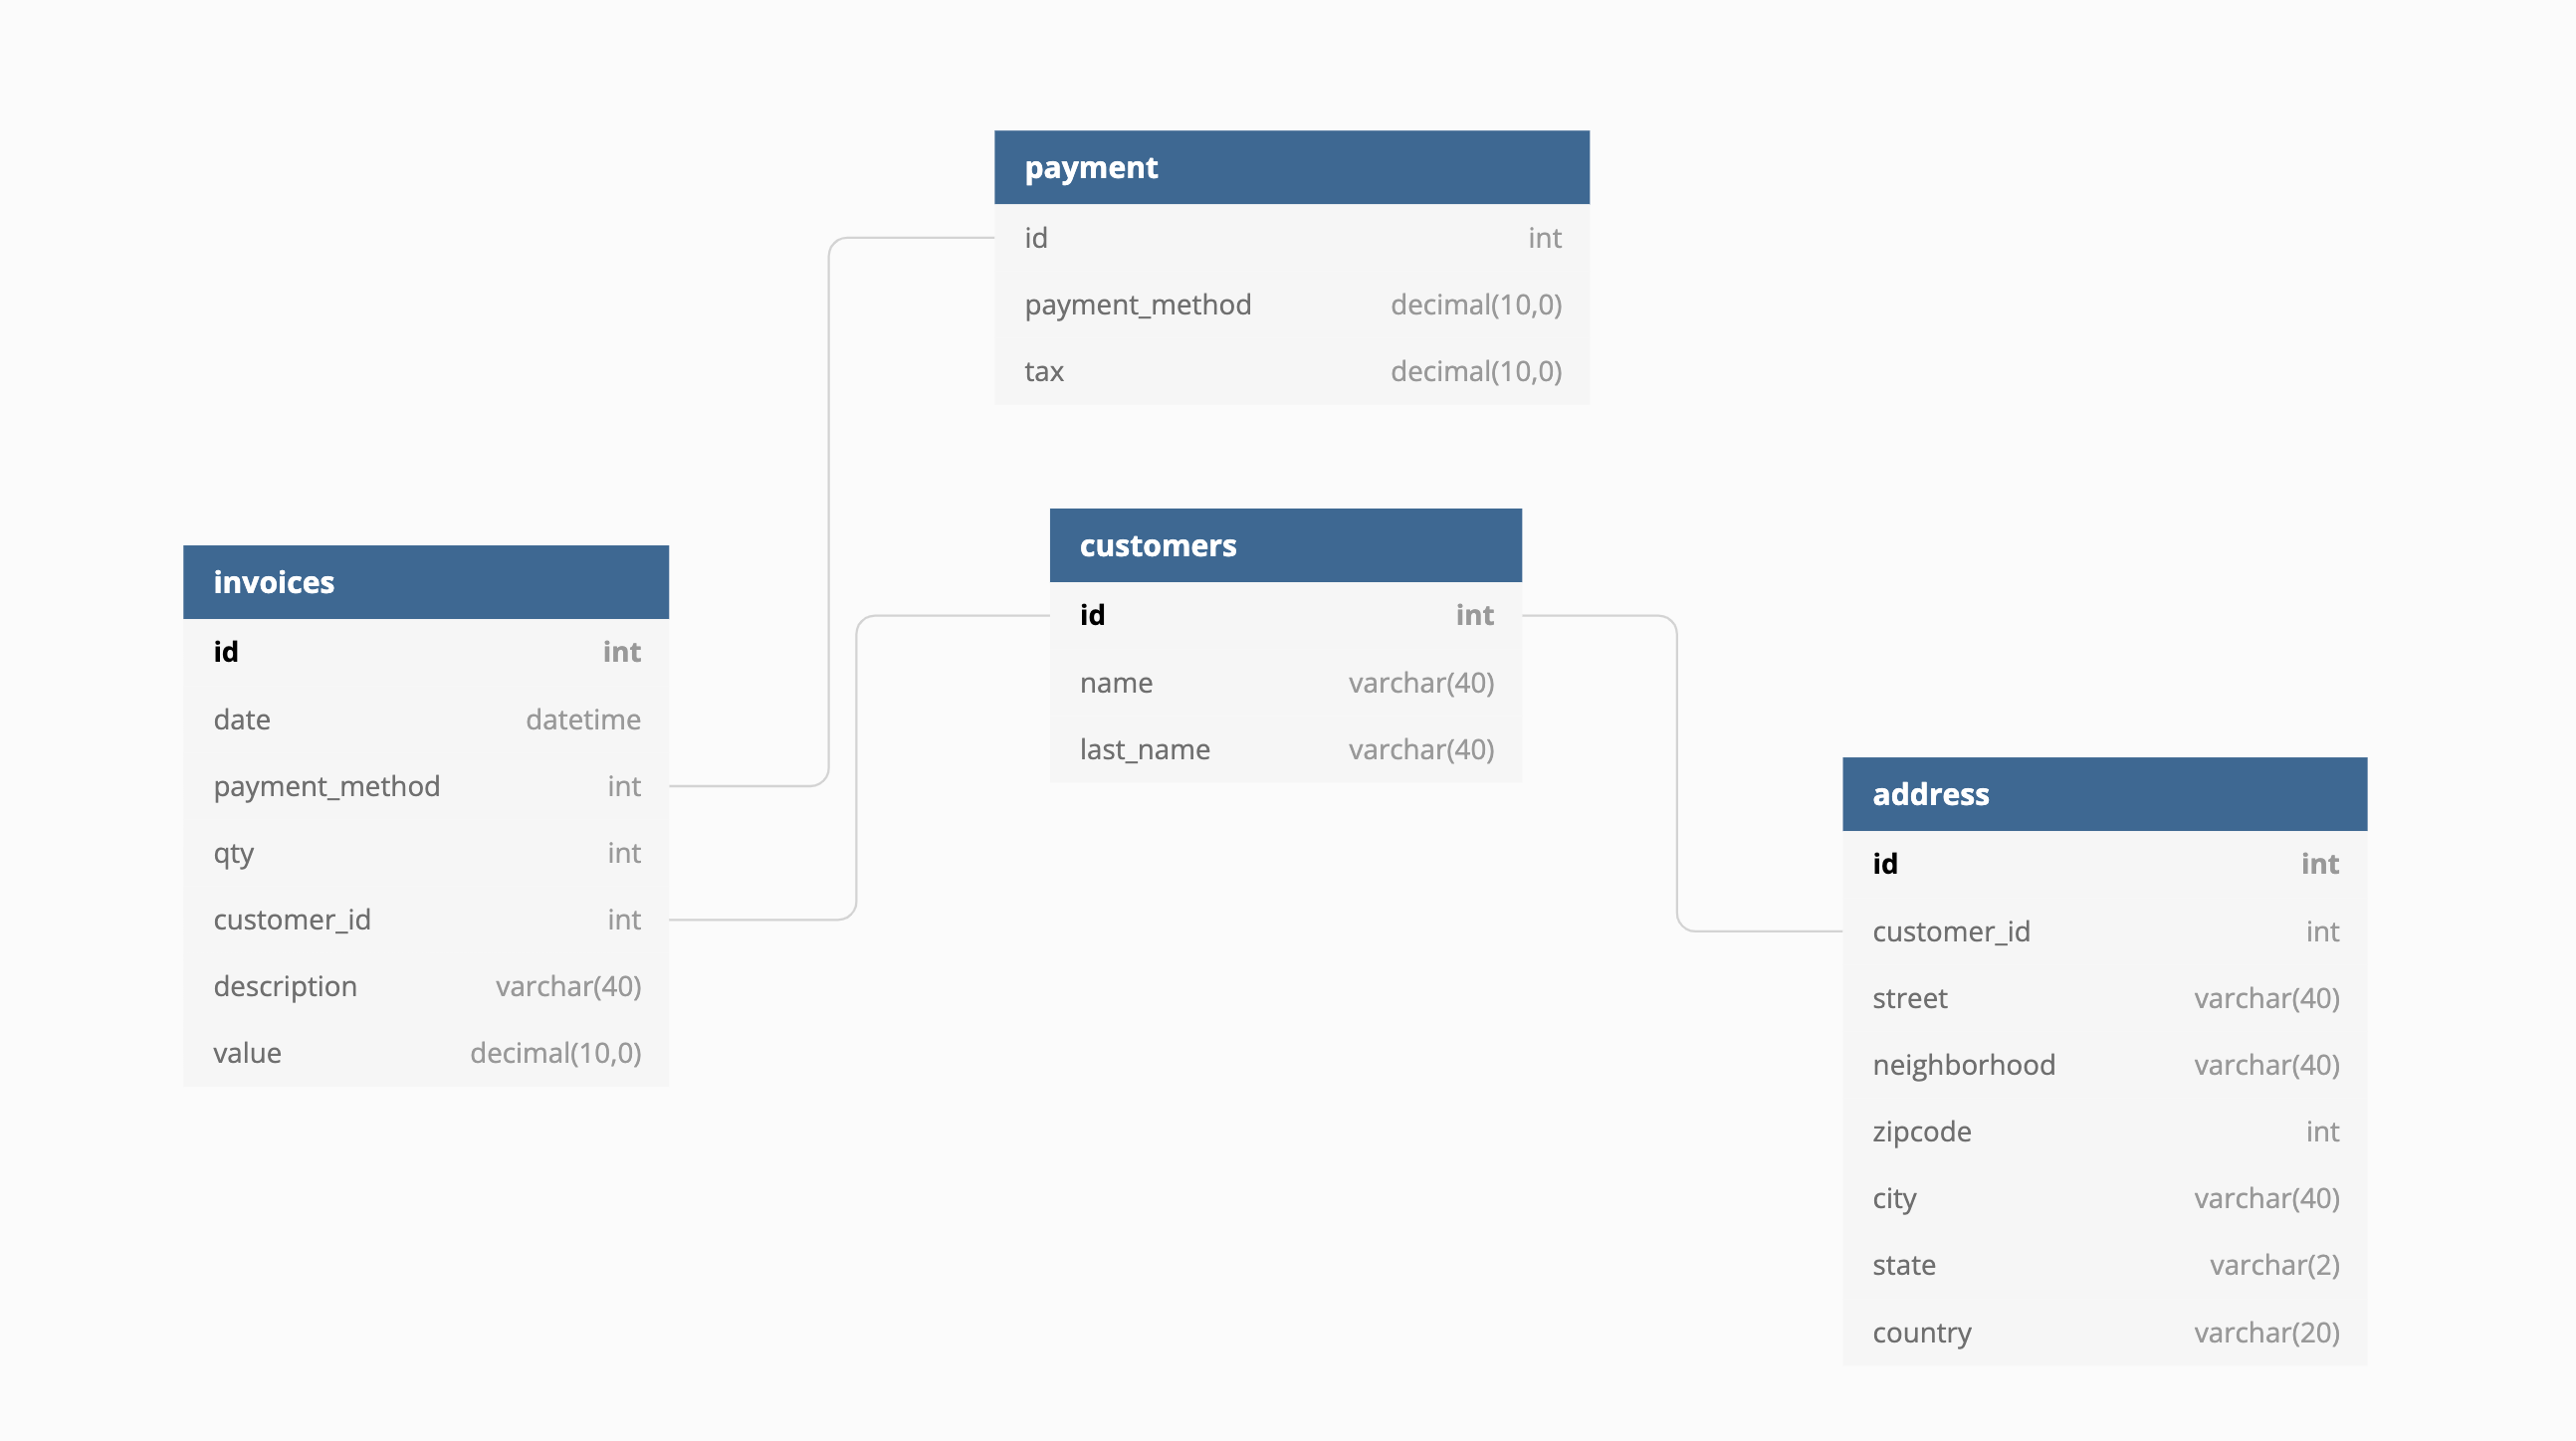 payment
id int
payment_method decimal(10,0)
tax decimal(10,0)
customers
id int
name varchar(40)
last_name varchar(40)
invoices
id int
date datetime
payment_method int
qty int
customer_id int
description varchar(40)
value decimal(10,0)
address
id int
customer_id int
street varchar(40)
neighborhood varchar(40)
zipcode int
city varchar(40)
state varchar(2)
country varchar(20)